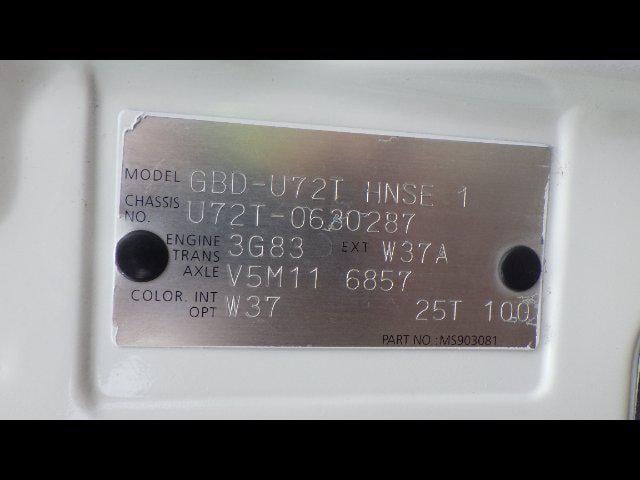 MODEL GBD-U72T HNSE 1
CHASSIS NO. U72T-0630287
ENGINE 3G83 EXT W37A
TRANS AXLE V5M11 6857
COLOR. INT OPT W37 25T 100
PART NO : MS903081